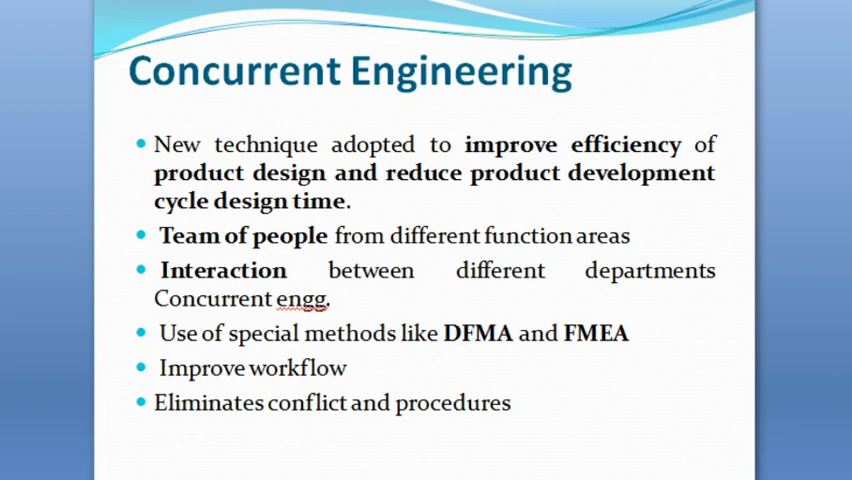 Concurrent Engineering
New technique adopted to improve efficiency of
product design and reduce product development
cycle design time.
Team of people from different function areas
Interaction between different departments
Concurrent engg.
Use of special methods like DFMA and FMEA
Improve workflow
Eliminates conflict and procedures